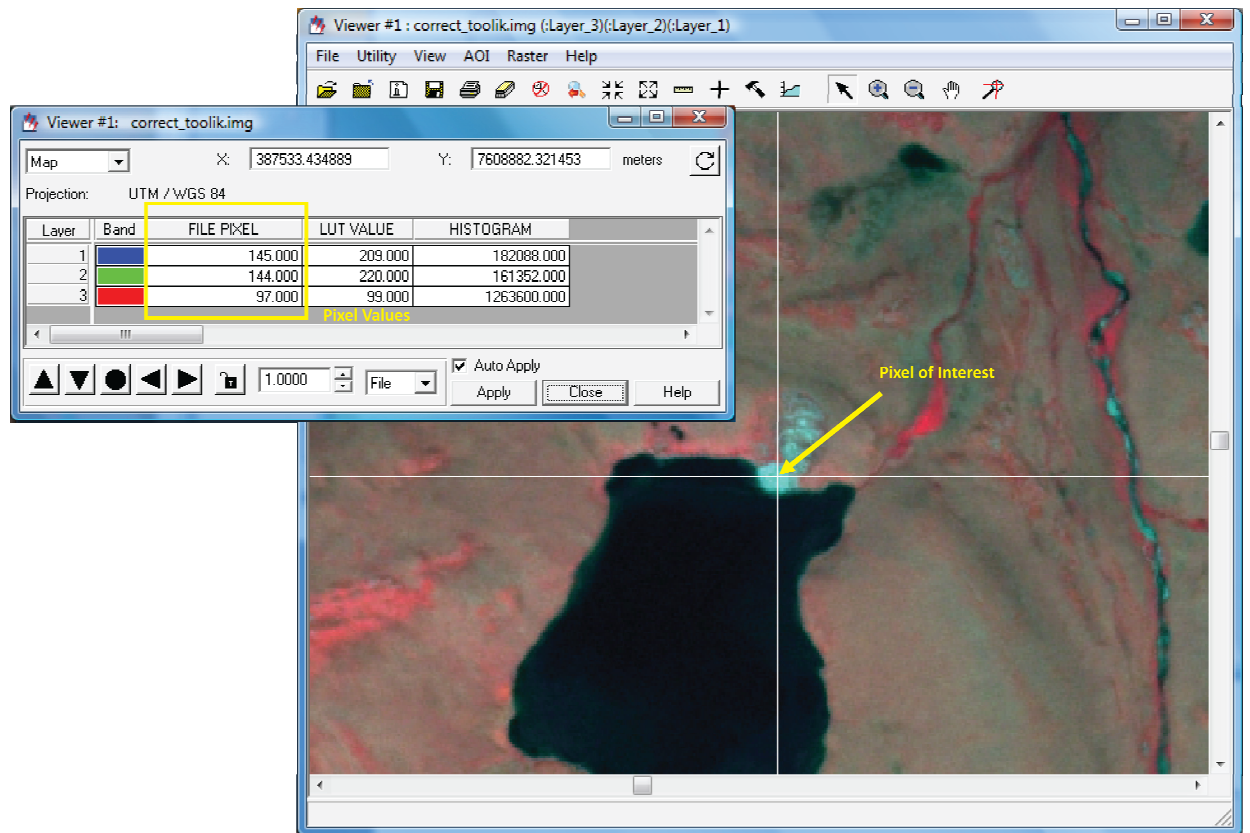 Viewer #1 : correct_toolik.img (:Layer_3)(:Layer_2)(:Layer_1)
File Utility View AOI Raster Help
Viewer #1: correct_toolik.img
Map X: 387533.434889 Y: 7608882.321453 meters
Projection: UTM / WGS 84
Layer Band FILE PIXEL LUT VALUE HISTOGRAM
1 145.000 209.000 182088.000
2 144.000 220.000 161352.000
3 97.000 99.000 1263600.000
Pixel Values
1.0000 File Auto Apply
Apply Close Help
Pixel of Interest